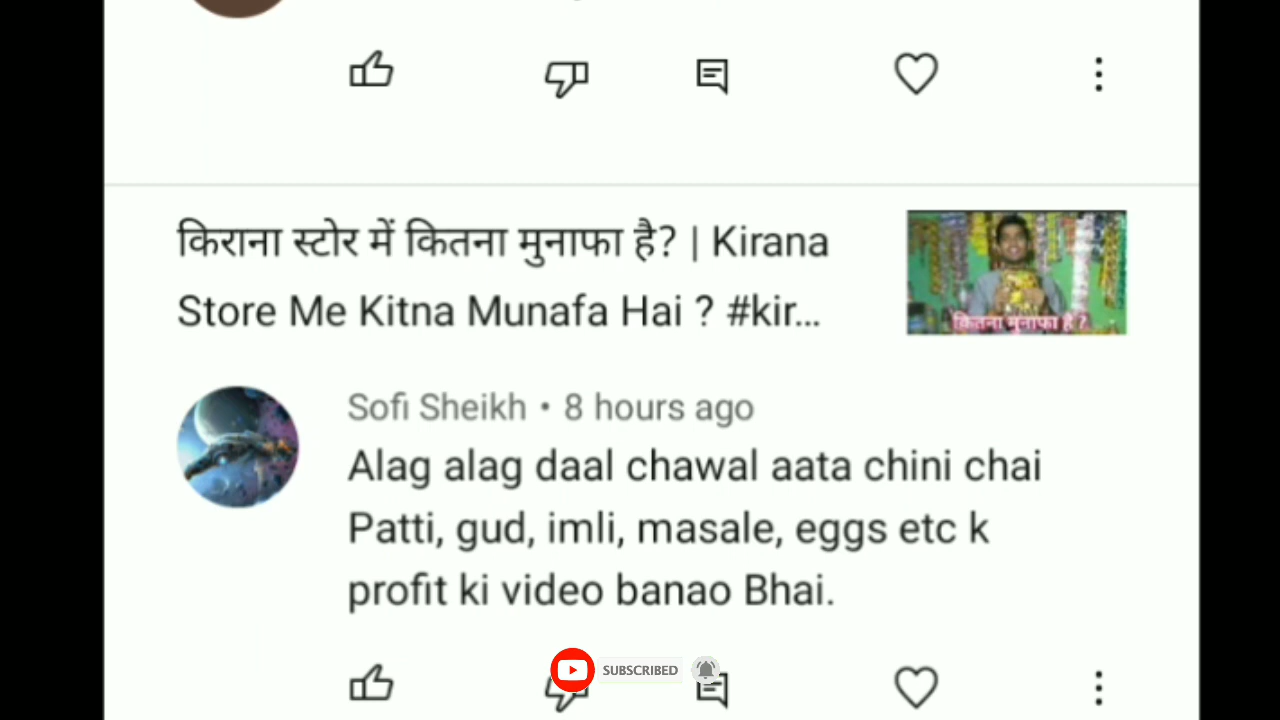 किराना स्टोर में कितना मुनाफा है? | Kirana
Store Me Kitna Munafa Hai ? #kir...
कितना मुनाफा है ?
Sofi Sheikh • 8 hours ago
Alag alag daal chawal aata chini chai
Patti, gud, imli, masale, eggs etc k
profit ki video banao Bhai.
SUBSCRIBED